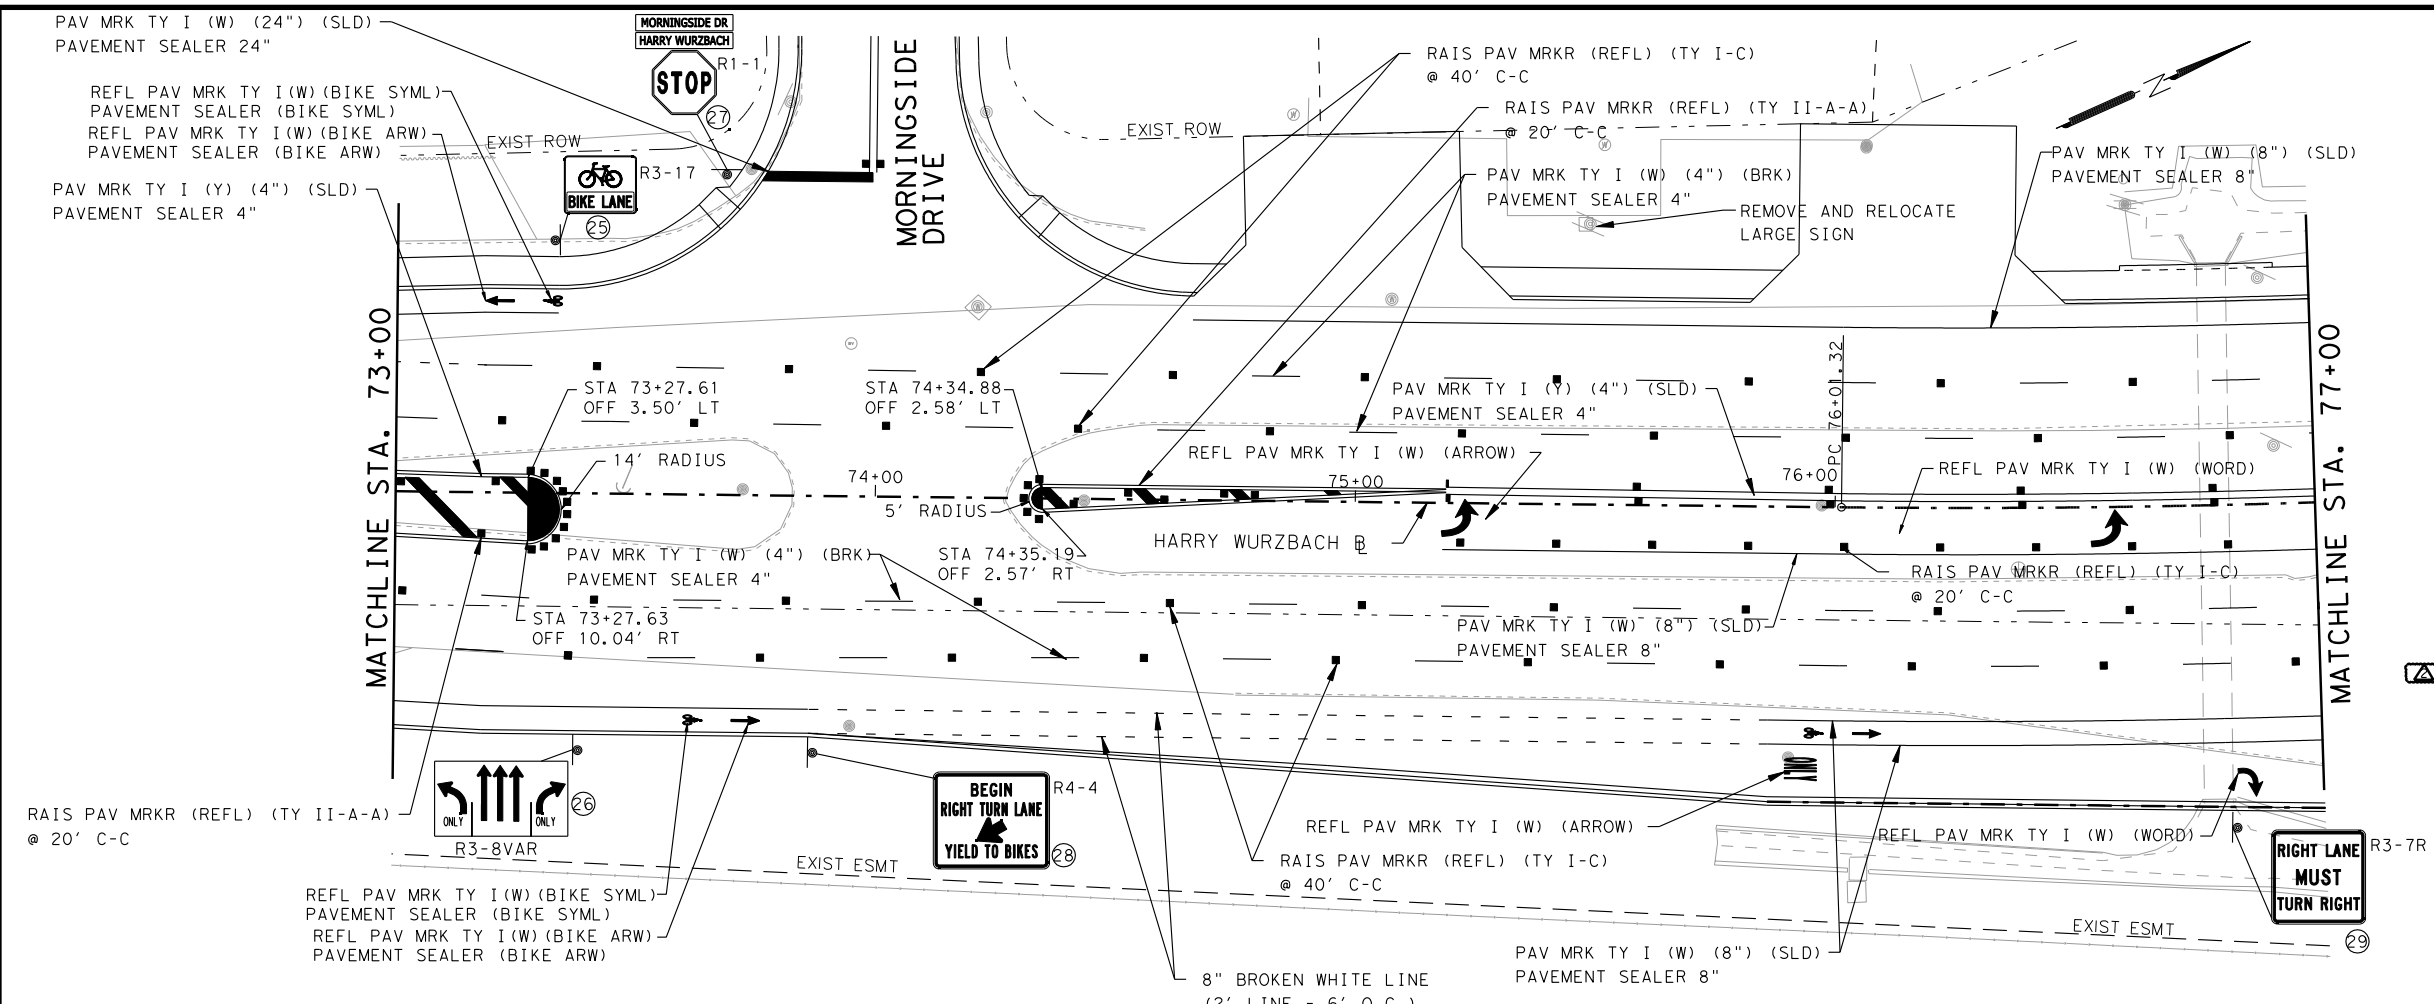 PAV MRK TY I (W) (24") (SLD)
PAVEMENT SEALER 24"
REFL PAV MRK TY I(W)(BIKE SYML)
PAVEMENT SEALER (BIKE SYML)
REFL PAV MRK TY I(W)(BIKE ARW)
PAVEMENT SEALER (BIKE ARW)
PAV MRK TY I (Y) (4") (SLD)
PAVEMENT SEALER 4"
MORNINGSIDE DR
HARRY WURZBACH
STOP
R1-1
27
EXIST ROW
BIKE LANE
R3-17
25
MORNINGSIDE
DRIVE
EXIST ROW
RAIS PAV MRKR (REFL) (TY I-C)
@ 40' C-C
RAIS PAV MRKR (REFL) (TY II-A-A)
@ 20' C-C
PAV MRK TY I (W) (4") (BRK)
PAVEMENT SEALER 4"
REMOVE AND RELOCATE
LARGE SIGN
PAV MRK TY I (W) (8") (SLD)
PAVEMENT SEALER 8"
MATCHLINE STA. 73+00
STA 73+27.61
OFF 3.50' LT
STA 74+34.88
OFF 2.58' LT
PAV MRK TY I (Y) (4") (SLD)
PAVEMENT SEALER 4"
PC 76+01.32
MATCHLINE STA. 77+00
14' RADIUS
74+00
REFL PAV MRK TY I (W) (ARROW)
75+00
76+00
REFL PAV MRK TY I (W) (WORD)
5' RADIUS
HARRY WURZBACH
PAV MRK TY I (W) (4") (BRK)
PAVEMENT SEALER 4"
STA 74+35.19
OFF 2.57' RT
RAIS PAV MRKR (REFL) (TY I-C)
@ 20' C-C
STA 73+27.63
OFF 10.04' RT
PAV MRK TY I (W) (8") (SLD)
PAVEMENT SEALER 8"
ONLY
ONLY
26
R3-8VAR
RAIS PAV MRKR (REFL) (TY II-A-A)
@ 20' C-C
BEGIN
RIGHT TURN LANE
YIELD TO BIKES
R4-4
28
REFL PAV MRK TY I (W) (ARROW)
RAIS PAV MRKR (REFL) (TY I-C)
@ 40' C-C
REFL PAV MRK TY I (W) (WORD)
RIGHT LANE
MUST
TURN RIGHT
R3-7R
29
EXIST ESMT
EXIST ESMT
REFL PAV MRK TY I(W)(BIKE SYML)
PAVEMENT SEALER (BIKE SYML)
REFL PAV MRK TY I(W)(BIKE ARW)
PAVEMENT SEALER (BIKE ARW)
8" BROKEN WHITE LINE
(2' LINE - 6' O.C.)
PAV MRK TY I (W) (8") (SLD)
PAVEMENT SEALER 8"